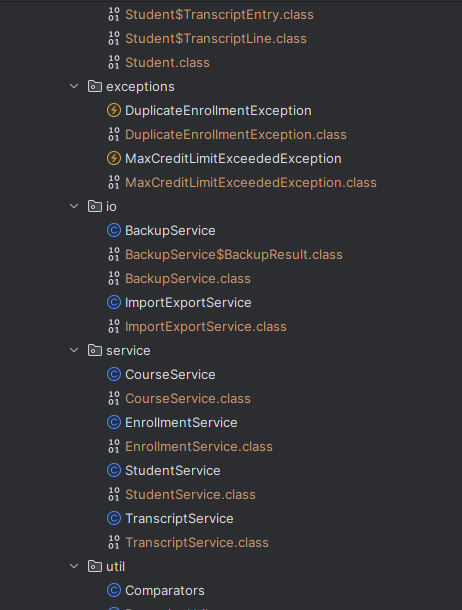 Student$TranscriptEntry.class
Student$TranscriptLine.class
Student.class
exceptions
DuplicateEnrollmentException
DuplicateEnrollmentException.class
MaxCreditLimitExceededException
MaxCreditLimitExceededException.class
io
BackupService
BackupService$BackupResult.class
BackupService.class
ImportExportService
ImportExportService.class
service
CourseService
CourseService.class
EnrollmentService
EnrollmentService.class
StudentService
StudentService.class
TranscriptService
TranscriptService.class
util
Comparators